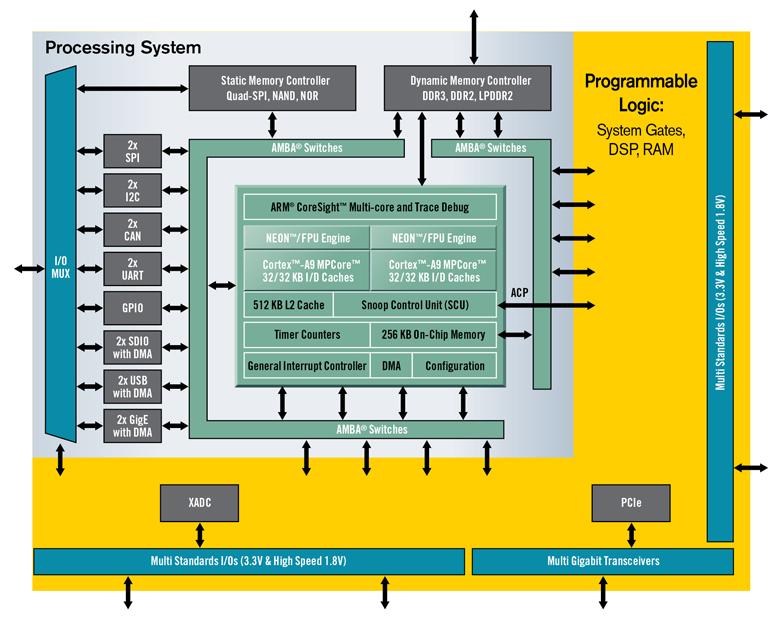 Processing System
Static Memory Controller
Quad-SPI, NAND, NOR
Dynamic Memory Controller
DDR3, DDR2, LPDDR2
Programmable
Logic:
System Gates,
DSP, RAM
AMBA® Switches
AMBA® Switches
2x
SPI
2x
I2C
2x
CAN
2x
UART
GPIO
2x SDIO
with DMA
2x USB
with DMA
2x GigE
with DMA
I/O
MUX
ARM® CoreSight™ Multi-core and Trace Debug
NEON™/FPU Engine
NEON™/FPU Engine
Cortex™-A9 MPCore™
32/32 KB I/D Caches
Cortex™-A9 MPCore™
32/32 KB I/D Caches
512 KB L2 Cache
Snoop Control Unit (SCU)
ACP
Timer Counters
256 KB On-Chip Memory
General Interrupt Controller
DMA
Configuration
AMBA® Switches
Multi Standards I/Os (3.3V & High Speed 1.8V)
XADC
PCIe
Multi Standards I/Os (3.3V & High Speed 1.8V)
Multi Gigabit Transceivers